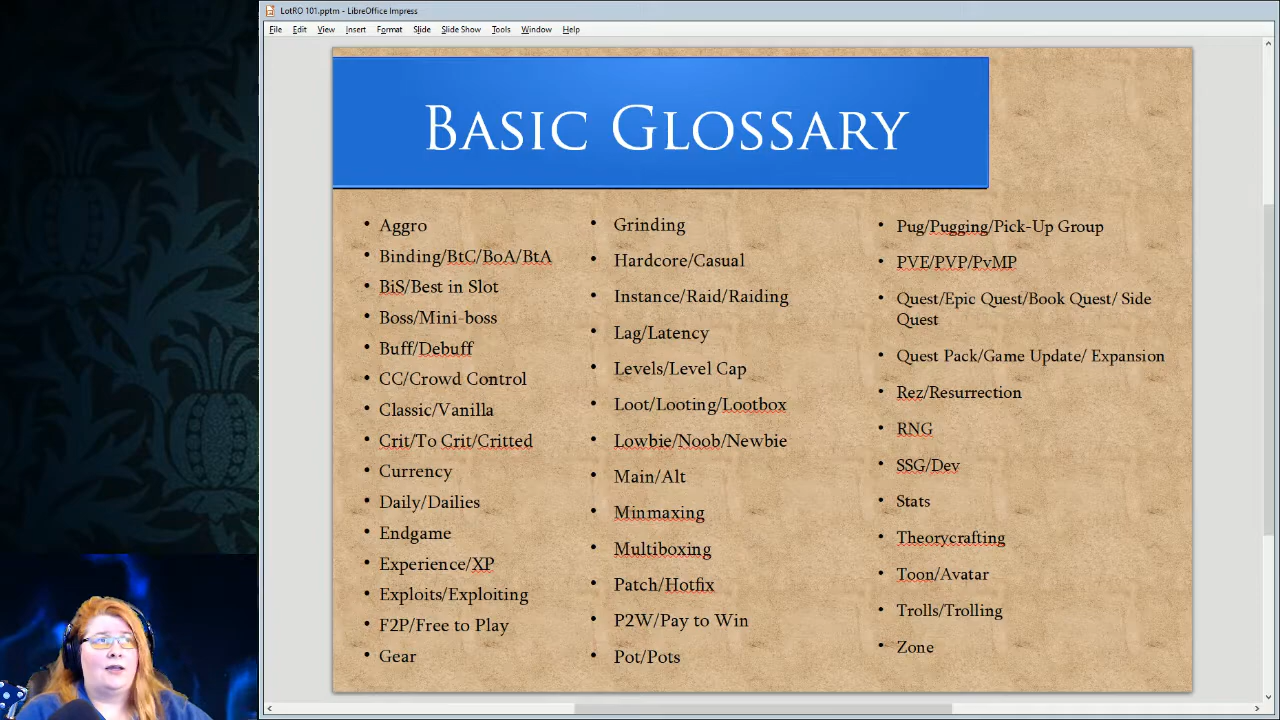 LotRO 101.pptm - LibreOffice Impress
File Edit View Insert Format Slide Slide Show Tools Window Help
BASIC GLOSSARY
• Aggro
• Binding/BtC/BoA/BtA
• BiS/Best in Slot
• Boss/Mini-boss
• Buff/Debuff
• CC/Crowd Control
• Classic/Vanilla
• Crit/To Crit/Critted
• Currency
• Daily/Dailies
• Endgame
• Experience/XP
• Exploits/Exploiting
• F2P/Free to Play
• Gear
• Grinding
• Hardcore/Casual
• Instance/Raid/Raiding
• Lag/Latency
• Levels/Level Cap
• Loot/Looting/Lootbox
• Lowbie/Noob/Newbie
• Main/Alt
• Minmaxing
• Multiboxing
• Patch/Hotfix
• P2W/Pay to Win
• Pot/Pots
• Pug/Pugging/Pick-Up Group
• PVE/PVP/PvMP
• Quest/Epic Quest/Book Quest/ Side
Quest
• Quest Pack/Game Update/ Expansion
• Rez/Resurrection
• RNG
• SSG/Dev
• Stats
• Theorycrafting
• Toon/Avatar
• Trolls/Trolling
• Zone